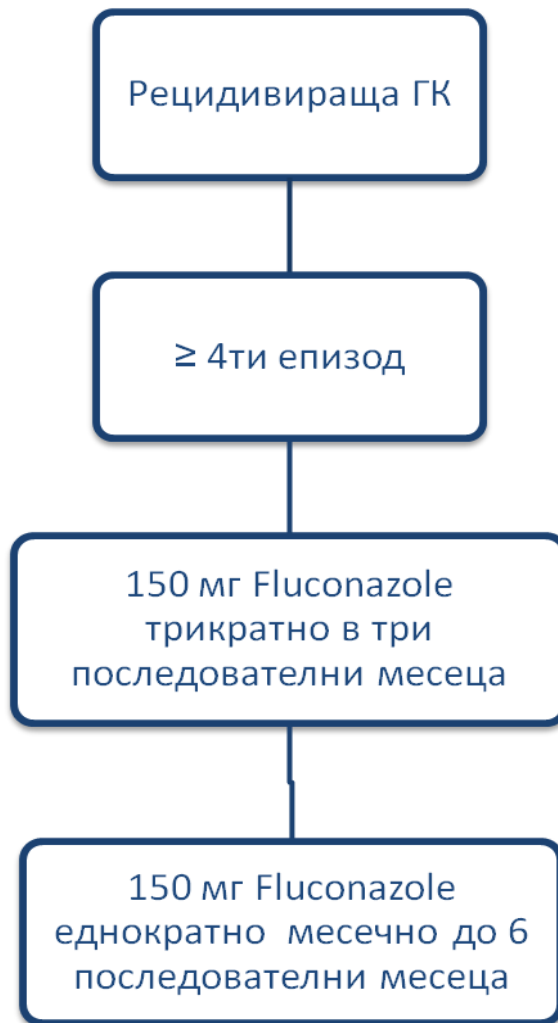 Рецидивираща ГК
≥ 4ти епизод
150 мг Fluconazole
трикратно в три
последователни месеца
150 мг Fluconazole
еднократно месечно до 6
последователни месеца